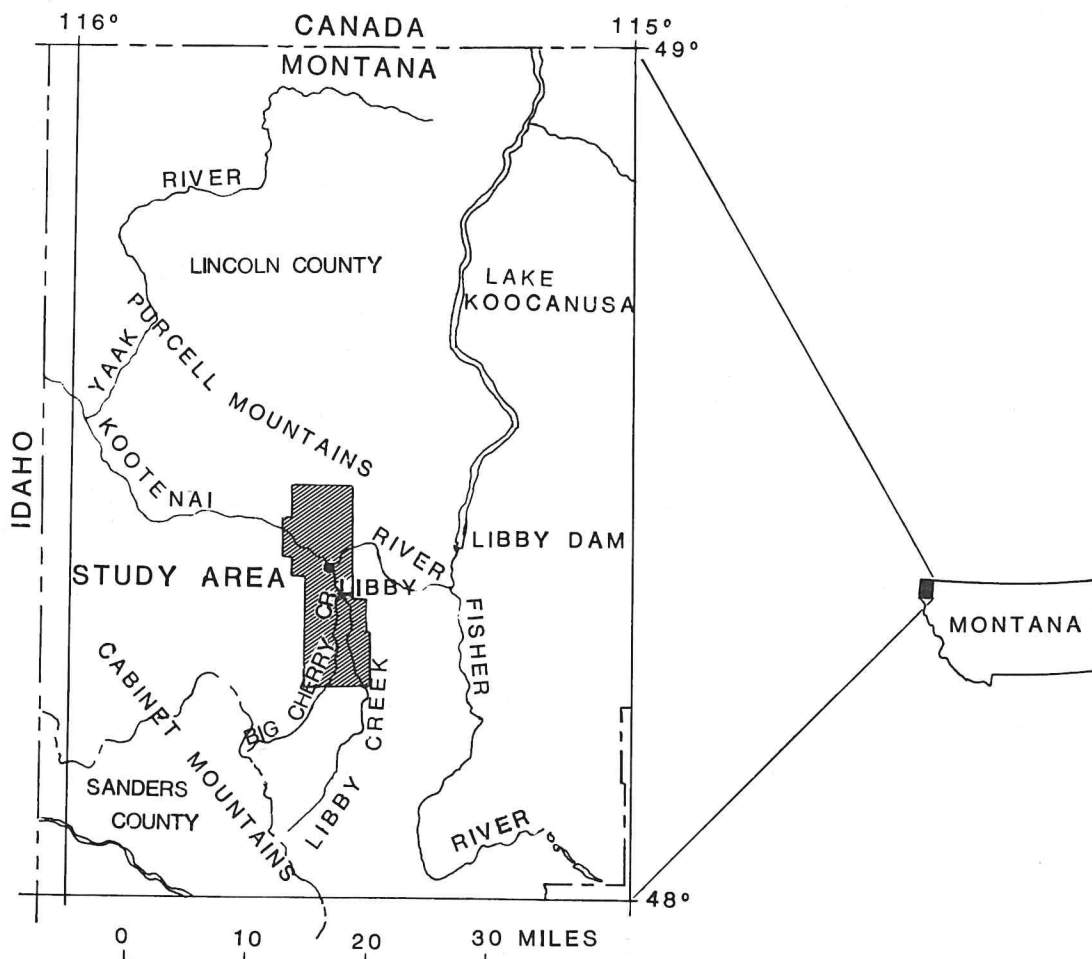 116° CANADA 115°
49°
MONTANA
RIVER
LINCOLN COUNTY
LAKE
KOOCANUSA
PURCELL MOUNTAINS
YAAK
KOOTENAI
IDAHO
RIVER
LIBBY DAM
STUDY AREA
LIBBY
FISHER
MONTANA
BIG CHERRY CR
CABINET MOUNTAINS
LIBBY CREEK
SANDERS
COUNTY
RIVER
48°
0 10 20 30 MILES